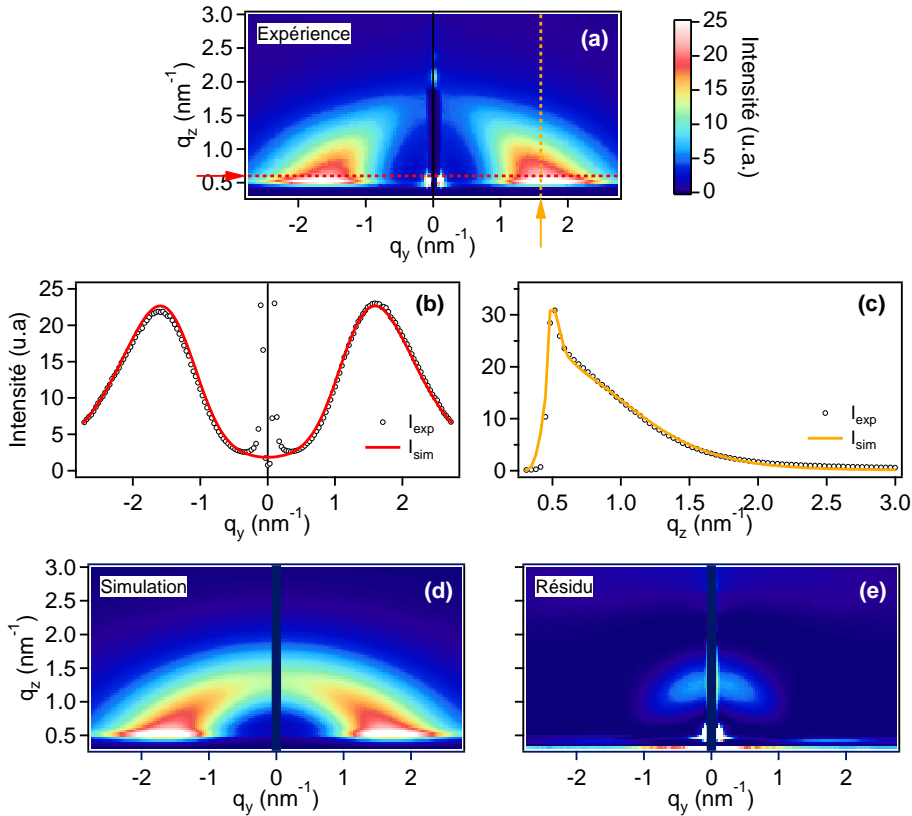 Expérience
(a)
3.0
2.5
2.0
1.5
1.0
0.5
q_z (nm^-1)
-2 -1 0 1 2
q_y (nm^-1)
25
20
15
10
5
0
Intensité (u.a.)
(b)
25
20
15
10
5
0
Intensité (u.a)
I_exp
I_sim
-2 -1 0 1 2
q_y (nm^-1)
(c)
30
20
10
0
I_exp
I_sim
0.5 1.0 1.5 2.0 2.5 3.0
q_z (nm^-1)
Simulation
(d)
3.0
2.5
2.0
1.5
1.0
0.5
q_z (nm^-1)
-2 -1 0 1 2
q_y (nm^-1)
Résidu
(e)
-2 -1 0 1 2
q_y (nm^-1)